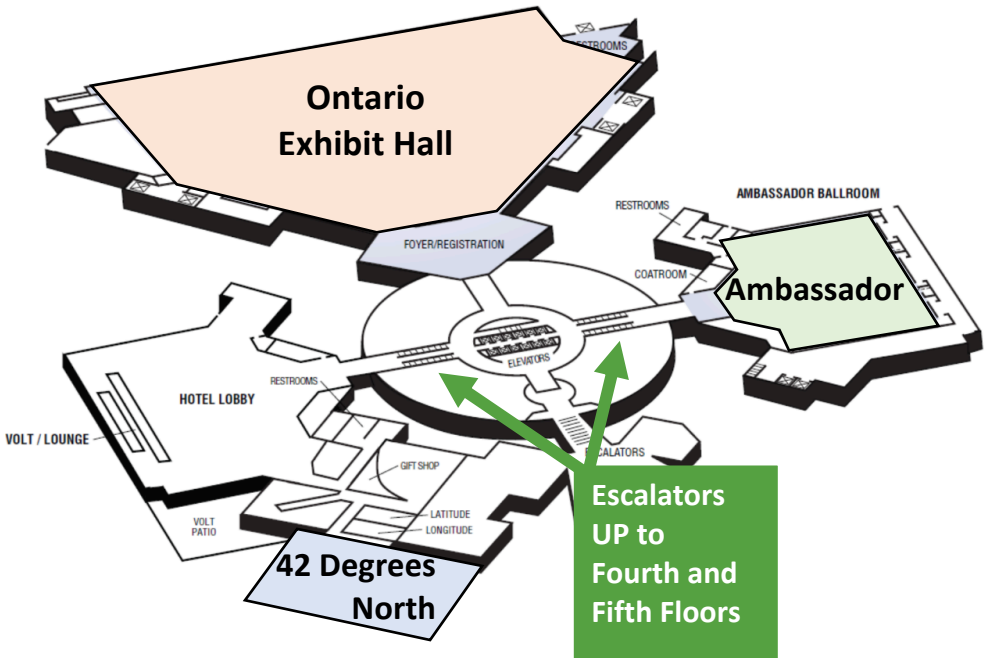 RESTROOMS
Ontario
Exhibit Hall
AMBASSADOR BALLROOM
RESTROOMS
FOYER/REGISTRATION
COATROOM
Ambassador
ELEVATORS
RESTROOMS
HOTEL LOBBY
VOLT / LOUNGE
ESCALATORS
GIFT SHOP
LATITUDE
LONGITUDE
VOLT
PATIO
42 Degrees
North
Escalators
UP to
Fourth and
Fifth Floors